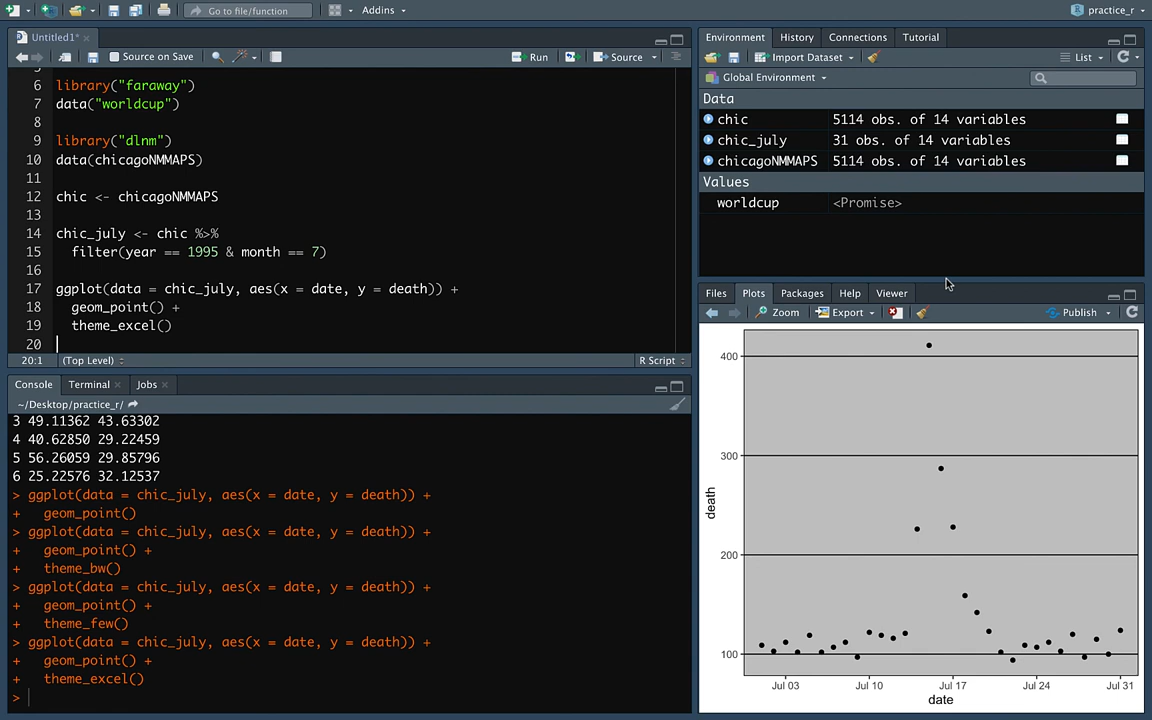 Go to file/function
Addins
practice_r
Untitled1*
Source on Save
Run
Source
5
6 library("faraway")
7 data("worldcup")
8
9 library("dlnm")
10 data(chicagoNMMAPS)
11
12 chic <- chicagoNMMAPS
13
14 chic_july <- chic %>%
15 filter(year == 1995 & month == 7)
16
17 ggplot(data = chic_july, aes(x = date, y = death)) +
18 geom_point() +
19 theme_excel()
20
20:1 (Top Level) R Script
Console Terminal Jobs
~/Desktop/practice_r/
3 49.11362 43.63302
4 40.62850 29.22459
5 56.26059 29.85796
6 25.22576 32.12537
> ggplot(data = chic_july, aes(x = date, y = death)) +
+ geom_point()
> ggplot(data = chic_july, aes(x = date, y = death)) +
+ geom_point() +
+ theme_bw()
> ggplot(data = chic_july, aes(x = date, y = death)) +
+ geom_point() +
+ theme_few()
> ggplot(data = chic_july, aes(x = date, y = death)) +
+ geom_point() +
+ theme_excel()
>
Environment History Connections Tutorial
Import Dataset List
Global Environment
Data
chic 5114 obs. of 14 variables
chic_july 31 obs. of 14 variables
chicagoNMMAPS 5114 obs. of 14 variables
Values
worldcup <Promise>
Files Plots Packages Help Viewer
Zoom Export Publish
400
300
200
100
death
Jul 03 Jul 10 Jul 17 Jul 24 Jul 31
date